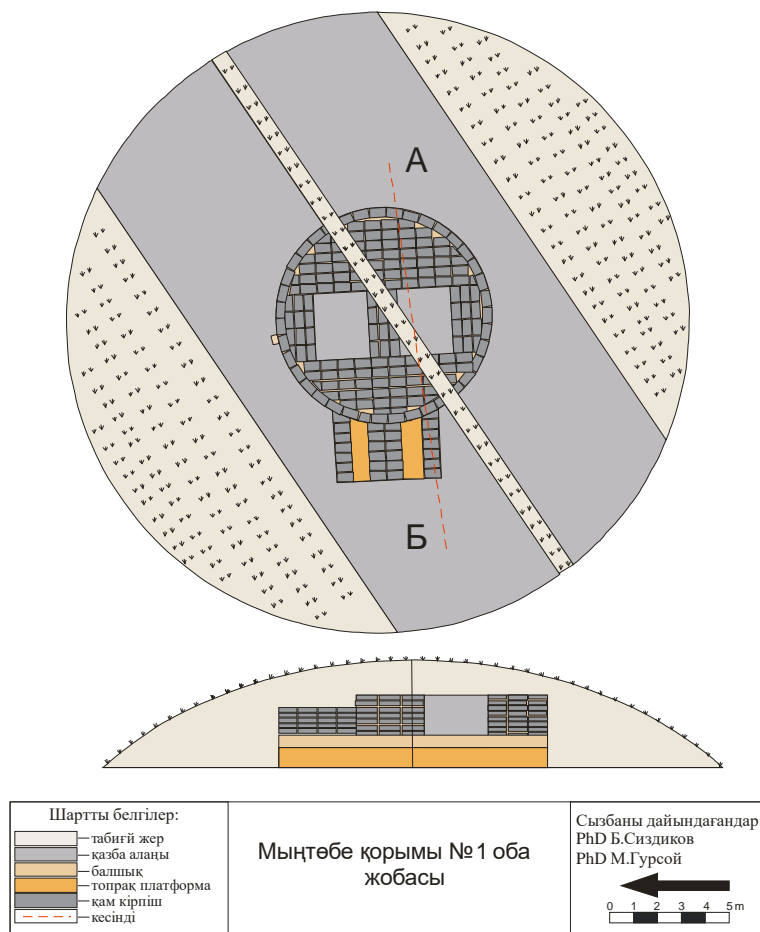 А
Б
Шартты белгілер:
табиғй жер
қазба алаңы
балшық
топрақ платформа
қам кірпіш
кесінді
Мыңтөбе қорымы №1 оба
жобасы
Сызбаны дайындағандар
PhD Б.Сиздиков
PhD М.Гурсой
0 1 2 3 4 5 m